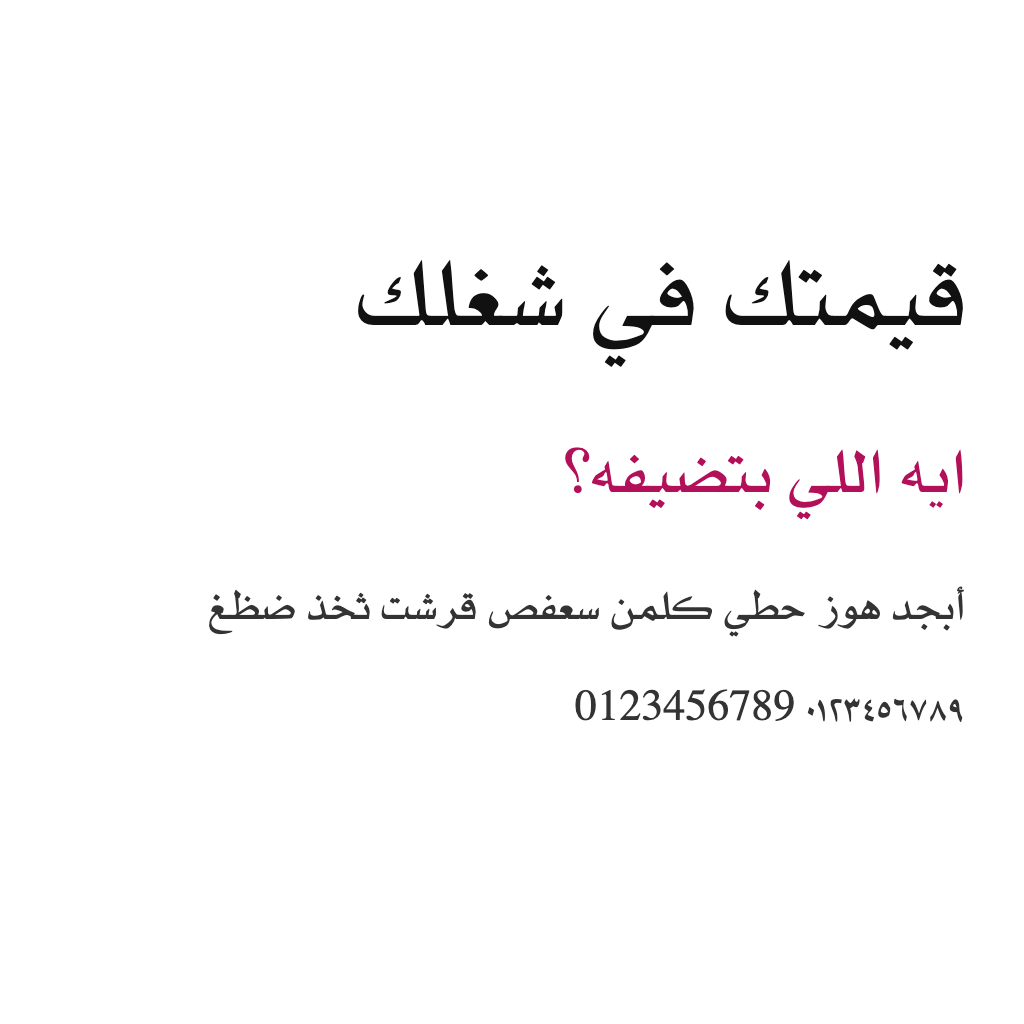 قيمتك في شغلك
ايه اللي بتضيفه؟
أبجد هوز حطي كلمن سعفص قرشت ثخذ ضظغ
٠١٢٣٤٥٦٧٨٩ 0123456789